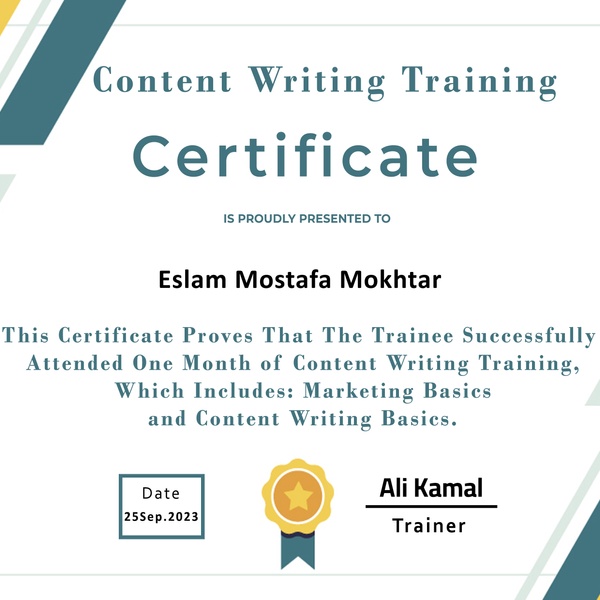 Content Writing Training
Certificate
IS PROUDLY PRESENTED TO
Eslam Mostafa Mokhtar
This Certificate Proves That The Trainee Successfully
Attended One Month of Content Writing Training,
Which Includes: Marketing Basics
and Content Writing Basics.
Date
25Sep.2023
Ali Kamal
Trainer